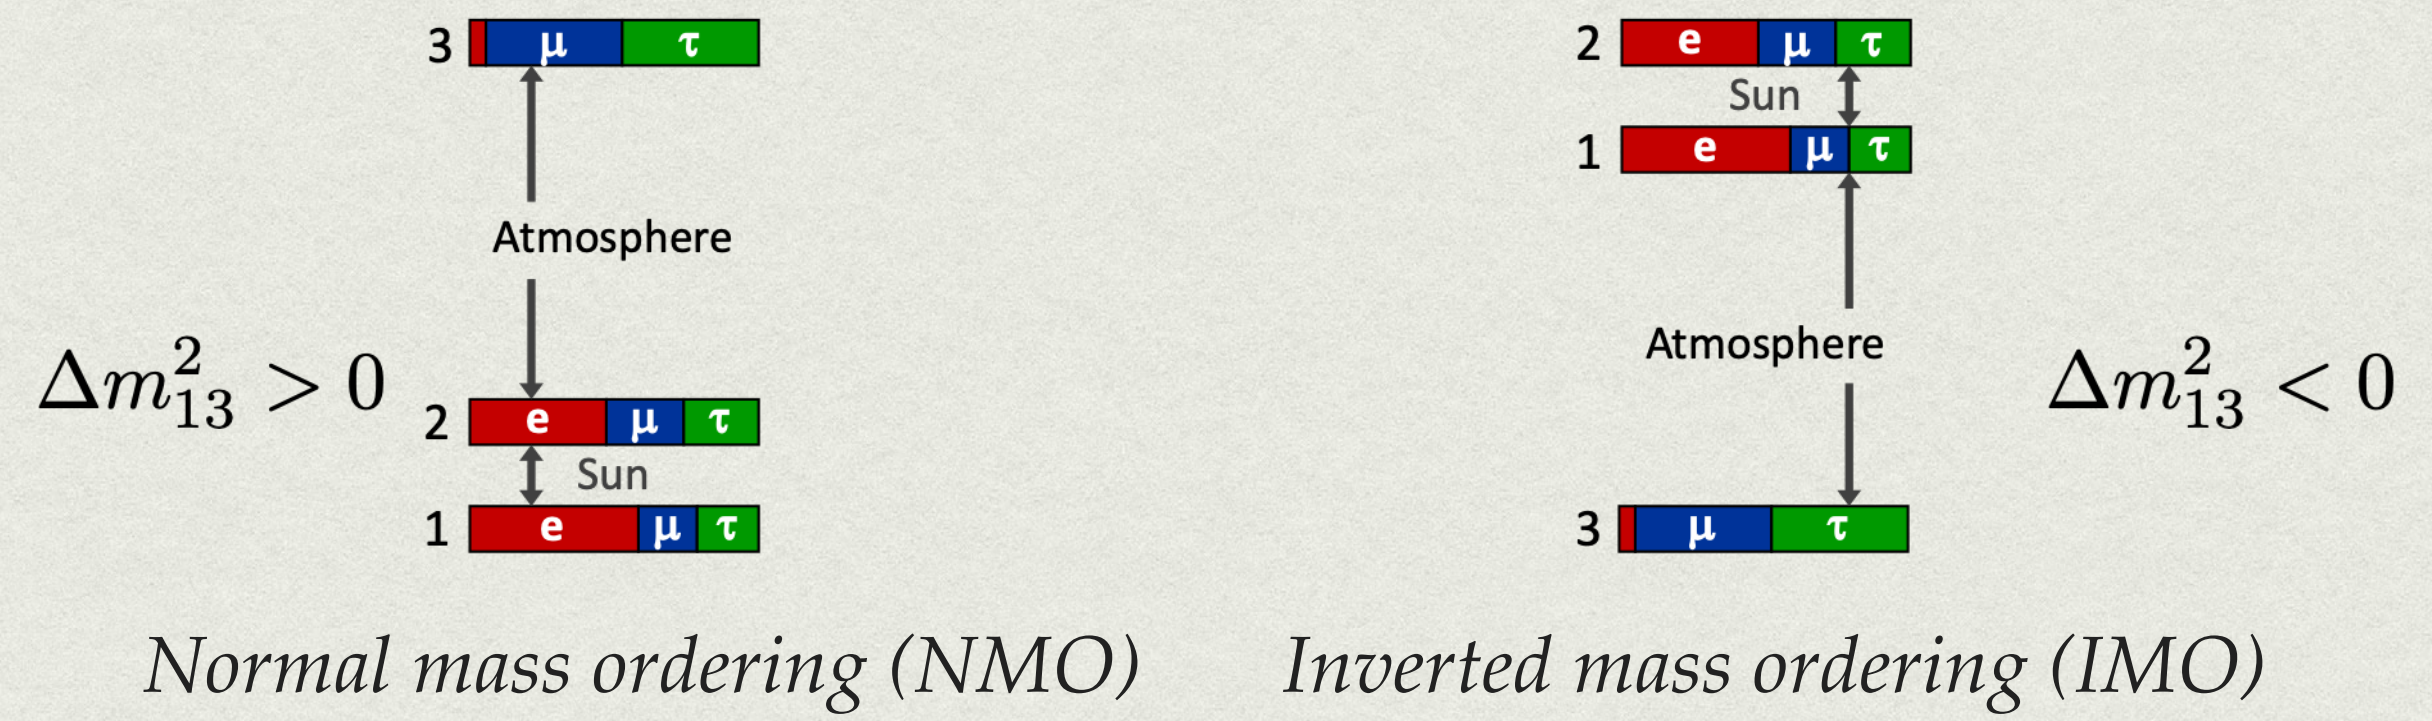 3 μ τ
Atmosphere
Δm²₁₃ > 0
2 e μ τ
Sun
1 e μ τ
Normal mass ordering (NMO)
2 e μ τ
Sun
1 e μ τ
Atmosphere
Δm²₁₃ < 0
3 μ τ
Inverted mass ordering (IMO)